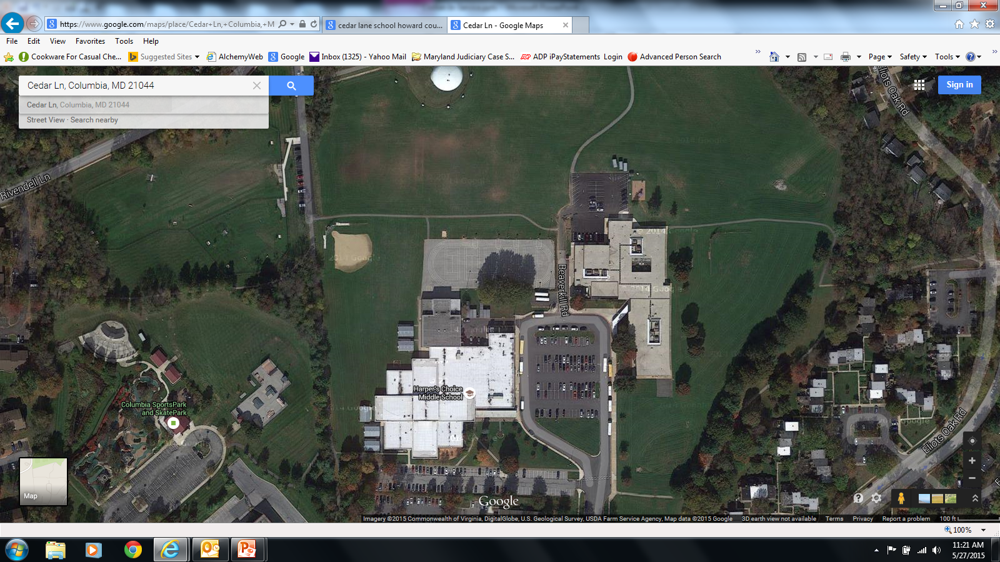 https://www.google.com/maps/place/Cedar+Ln,+Columbia,+M
cedar lane school howard cou...
Cedar Ln - Google Maps
File Edit View Favorites Tools Help
Cookware For Casual Che... Suggested Sites AlchemyWeb Google Inbox (1325) - Yahoo Mail Maryland Judiciary Case S... ADP iPayStatements Login Advanced Person Search
Page Safety Tools
Cedar Ln, Columbia, MD 21044
Sign in
Cedar Ln, Columbia, MD 21044
Street View · Search nearby
Eliots Oak Rd
Rivendell Ln
Beaverkill Rd
Harper's Choice
Middle School
Columbia SportsPark
and SkatePark
Eliots Oak Rd
Map
Google
Imagery ©2015 Commonwealth of Virginia, DigitalGlobe, U.S. Geological Survey, USDA Farm Service Agency, Map data ©2015 Google 3D earth view not available Terms Privacy Report a problem 100 ft
100%
11:21 AM
5/27/2015